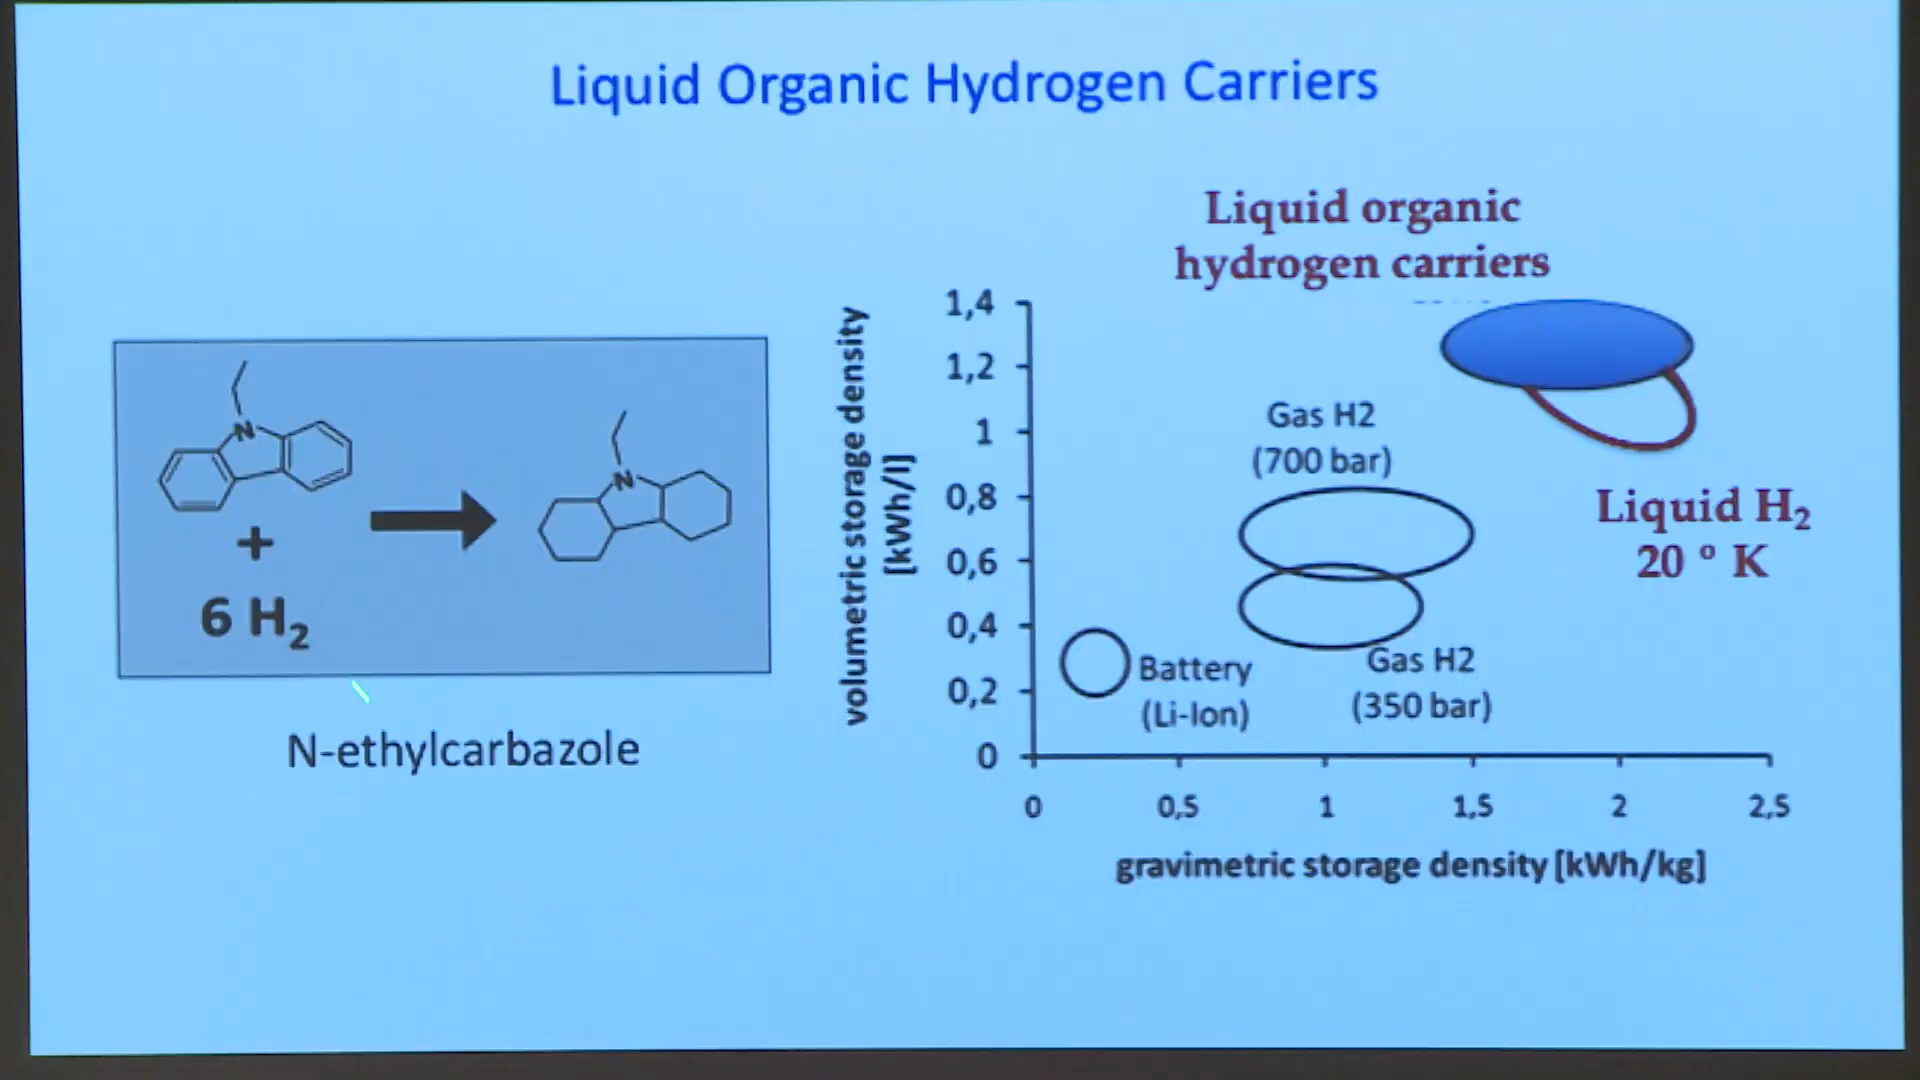 Liquid Organic Hydrogen Carriers
N
+
6 H₂
N
N-ethylcarbazole
Liquid organic
hydrogen carriers
volumetric storage density
[kWh/l]
1,4
1,2
1
0,8
0,6
0,4
0,2
0
Gas H2
(700 bar)
Liquid H₂
20 ° K
Battery
(Li-Ion)
Gas H2
(350 bar)
0
0,5
1
1,5
2
2,5
gravimetric storage density [kWh/kg]